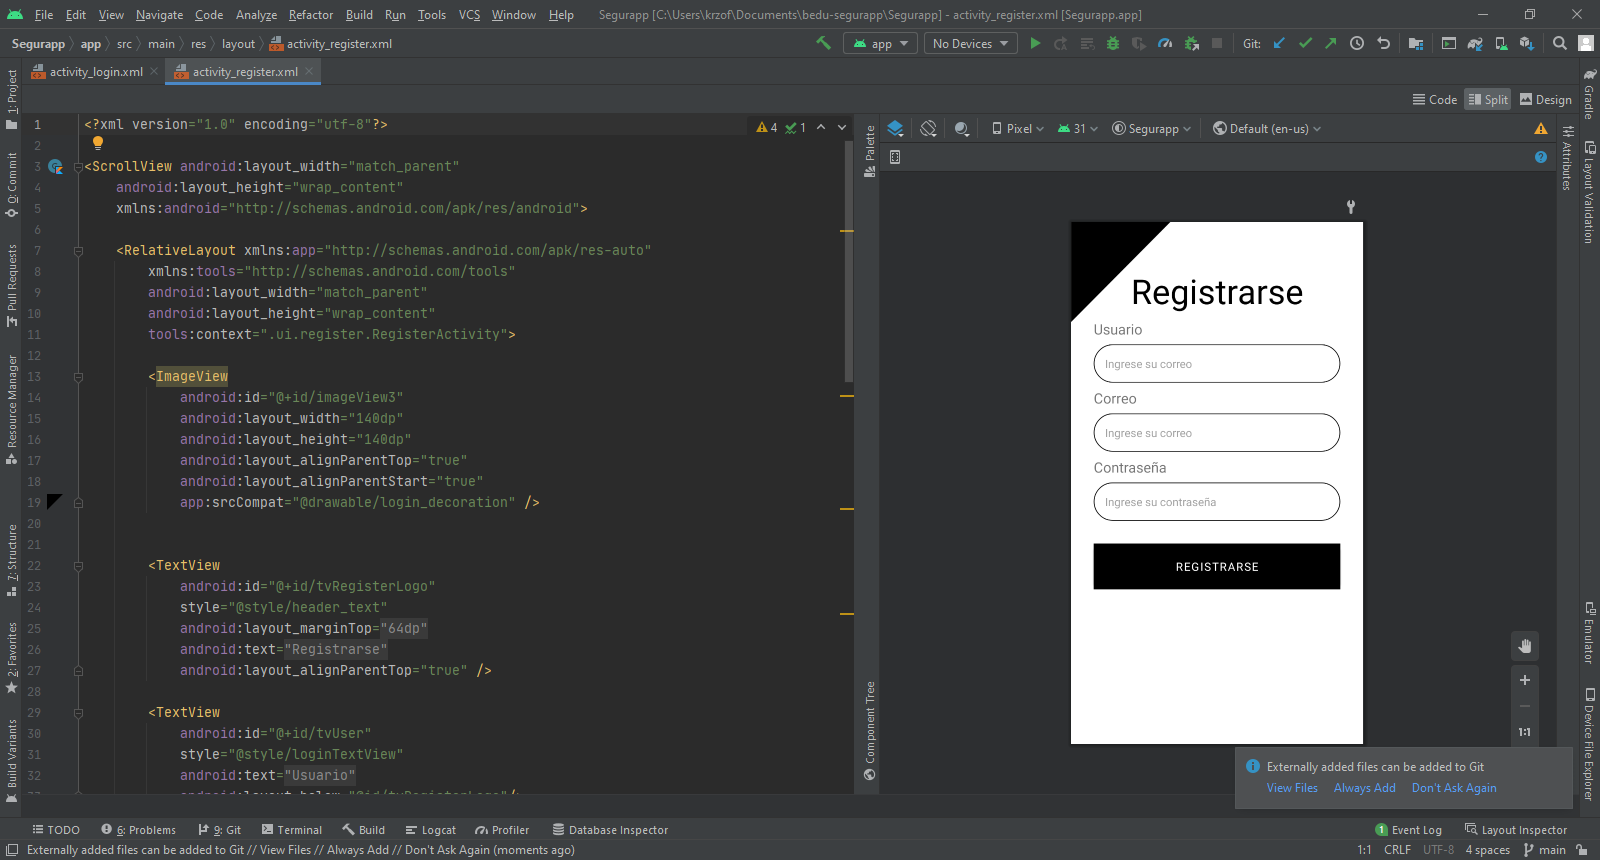 File Edit View Navigate Code Analyze Refactor Build Run Tools VCS Window Help Segurapp [C:\Users\krzof\Documents\bedu-segurapp\Segurapp] - activity_register.xml [Segurapp.app]
Segurapp app src main res layout activity_register.xml app No Devices Git:
activity_login.xml activity_register.xml
Code Split Design
1 <?xml version="1.0" encoding="utf-8"?>
2
3 <ScrollView android:layout_width="match_parent"
4 android:layout_height="wrap_content"
5 xmlns:android="http://schemas.android.com/apk/res/android">
6
7 <RelativeLayout xmlns:app="http://schemas.android.com/apk/res-auto"
8 xmlns:tools="http://schemas.android.com/tools"
9 android:layout_width="match_parent"
10 android:layout_height="wrap_content"
11 tools:context=".ui.register.RegisterActivity">
12
13 <ImageView
14 android:id="@+id/imageView3"
15 android:layout_width="140dp"
16 android:layout_height="140dp"
17 android:layout_alignParentTop="true"
18 android:layout_alignParentStart="true"
19 app:srcCompat="@drawable/login_decoration" />
20
21
22 <TextView
23 android:id="@+id/tvRegisterLogo"
24 style="@style/header_text"
25 android:layout_marginTop="64dp"
26 android:text="Registrarse"
27 android:layout_alignParentTop="true" />
28
29 <TextView
30 android:id="@+id/tvUser"
31 style="@style/loginTextView"
32 android:text="Usuario"
4 1
1: Project
0: Commit
Pull Requests
Resource Manager
7: Structure
2: Favorites
Build Variants
Palette
Component Tree
Pixel 31 Segurapp Default (en-us)
Registrarse
Usuario
Ingrese su correo
Correo
Ingrese su correo
Contraseña
Ingrese su contraseña
REGISTRARSE
1:1
Attributes
Gradle
Layout Validation
Emulator
Device File Explorer
Externally added files can be added to Git
View Files Always Add Don't Ask Again
TODO 6: Problems 9: Git Terminal Build Logcat Profiler Database Inspector 1 Event Log Layout Inspector
Externally added files can be added to Git // View Files // Always Add // Don't Ask Again (moments ago) 1:1 CRLF UTF-8 4 spaces main